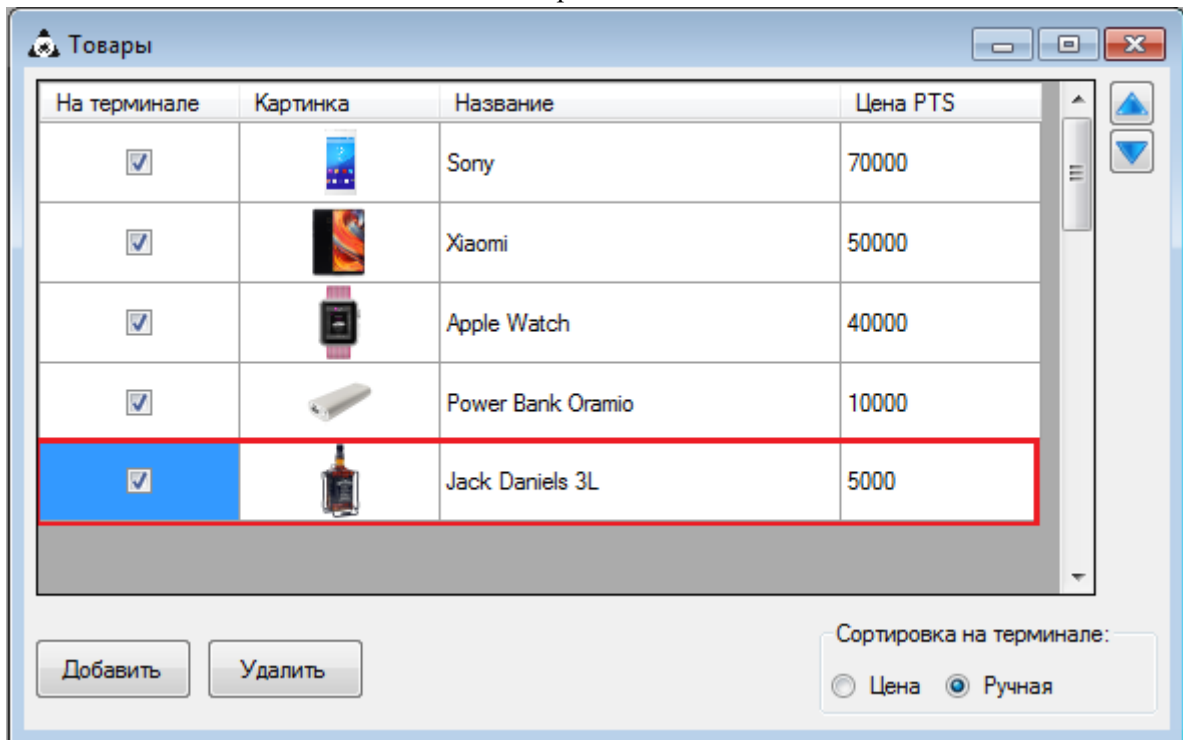 Товары
На терминале Картинка Название Цена PTS
Sony 70000
Xiaomi 50000
Apple Watch 40000
Power Bank Oramio 10000
Jack Daniels 3L 5000
Сортировка на терминале:
Добавить Удалить Цена Ручная